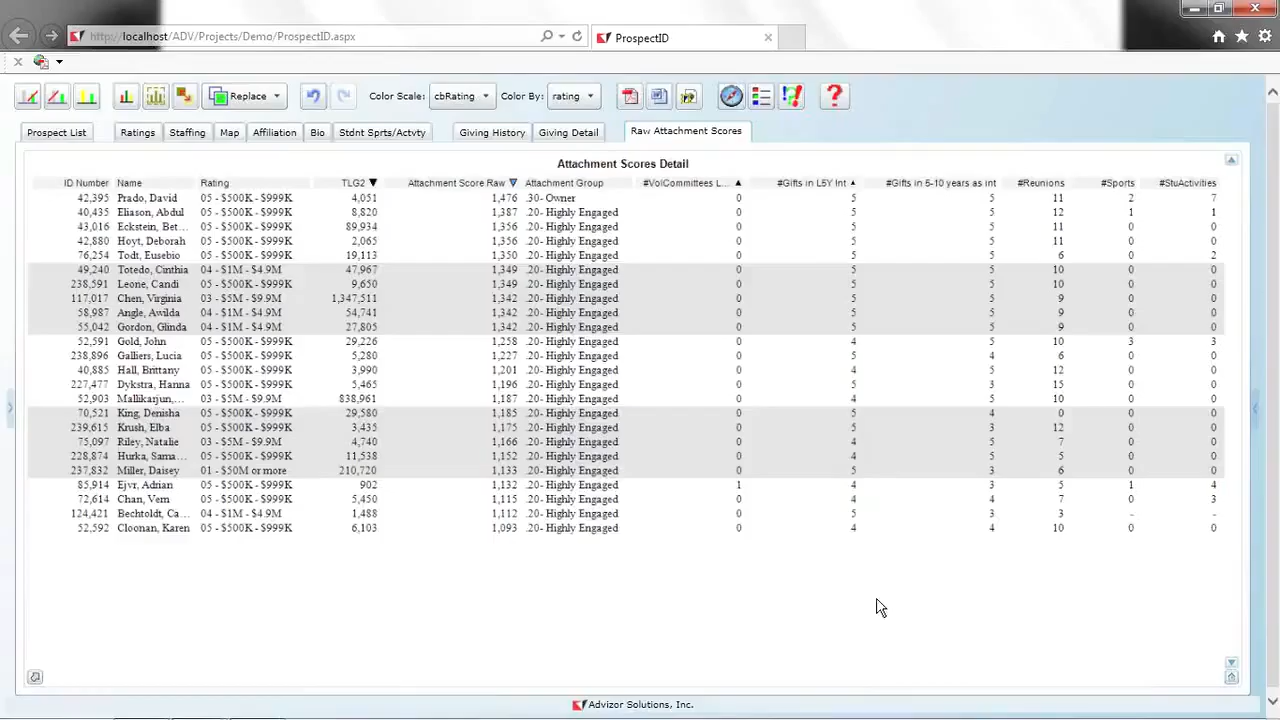 http://localhost/ADV/Projects/Demo/ProspectID.aspx
ProspectID
Replace
Color Scale: cbRating Color By: rating
Prospect List Ratings Staffing Map Affiliation Bio Stdnt Sprts/Actvty Giving History Giving Detail Raw Attachment Scores
Attachment Scores Detail
ID Number Name Rating TLG2 Attachment Score Raw Attachment Group #VolCommittees L... #Gifts in L5Y Int #Gifts in 5-10 years as int #Reunions #Sports #StuActivities
42,395 Prado, David 05 - $500K - $999K 4,051 1,476 .30- Owner 0 5 5 11 2 7
40,435 Eliason, Abdul 05 - $500K - $999K 8,820 1,387 .20- Highly Engaged 0 5 5 12 1 1
43,016 Eckstein, Bet... 05 - $500K - $999K 89,934 1,356 .20- Highly Engaged 0 5 5 11 0 0
42,880 Hoyt, Deborah 05 - $500K - $999K 2,065 1,356 .20- Highly Engaged 0 5 5 11 0 0
76,254 Todt, Eusebio 05 - $500K - $999K 19,113 1,350 .20- Highly Engaged 0 5 5 6 0 2
49,240 Totedo, Cinthia 04 - $1M - $4.9M 47,967 1,349 .20- Highly Engaged 0 5 5 10 0 0
238,591 Leone, Candi 05 - $500K - $999K 9,650 1,349 .20- Highly Engaged 0 5 5 10 0 0
117,017 Chen, Virginia 03 - $5M - $9.9M 1,347,511 1,342 .20- Highly Engaged 0 5 5 9 0 0
58,987 Angle, Awilda 04 - $1M - $4.9M 54,741 1,342 .20- Highly Engaged 0 5 5 9 0 0
55,042 Gordon, Glinda 04 - $1M - $4.9M 27,805 1,342 .20- Highly Engaged 0 5 5 9 0 0
52,591 Gold, John 05 - $500K - $999K 29,226 1,258 .20- Highly Engaged 0 4 5 10 3 3
238,896 Galliers, Lucia 05 - $500K - $999K 5,280 1,227 .20- Highly Engaged 0 5 4 6 0 0
40,885 Hall, Brittany 05 - $500K - $999K 3,990 1,201 .20- Highly Engaged 0 4 5 12 0 0
227,477 Dykstra, Hanna 05 - $500K - $999K 5,465 1,196 .20- Highly Engaged 0 5 3 15 0 0
52,903 Mallikarjun,... 03 - $5M - $9.9M 838,961 1,187 .20- Highly Engaged 0 4 5 10 0 0
70,521 King, Denisha 05 - $500K - $999K 29,580 1,185 .20- Highly Engaged 0 5 4 0 0 0
239,615 Krush, Elba 05 - $500K - $999K 3,435 1,175 .20- Highly Engaged 0 5 3 12 0 0
75,097 Riley, Natalie 03 - $5M - $9.9M 4,740 1,166 .20- Highly Engaged 0 4 5 7 0 0
228,874 Hurka, Sama... 05 - $500K - $999K 11,538 1,152 .20- Highly Engaged 0 4 5 5 0 0
237,832 Miller, Daisey 01 - $50M or more 210,720 1,133 .20- Highly Engaged 0 5 3 6 0 0
85,914 Ejvr, Adrian 05 - $500K - $999K 902 1,132 .20- Highly Engaged 1 4 3 5 1 4
72,614 Chan, Vern 05 - $500K - $999K 5,450 1,115 .20- Highly Engaged 0 4 4 7 0 3
124,421 Bechtoldt, Ca... 04 - $1M - $4.9M 1,488 1,112 .20- Highly Engaged 0 5 3 3 - -
52,592 Cloonan, Karen 05 - $500K - $999K 6,103 1,093 .20- Highly Engaged 0 4 4 10 0 0
Advizor Solutions, Inc.